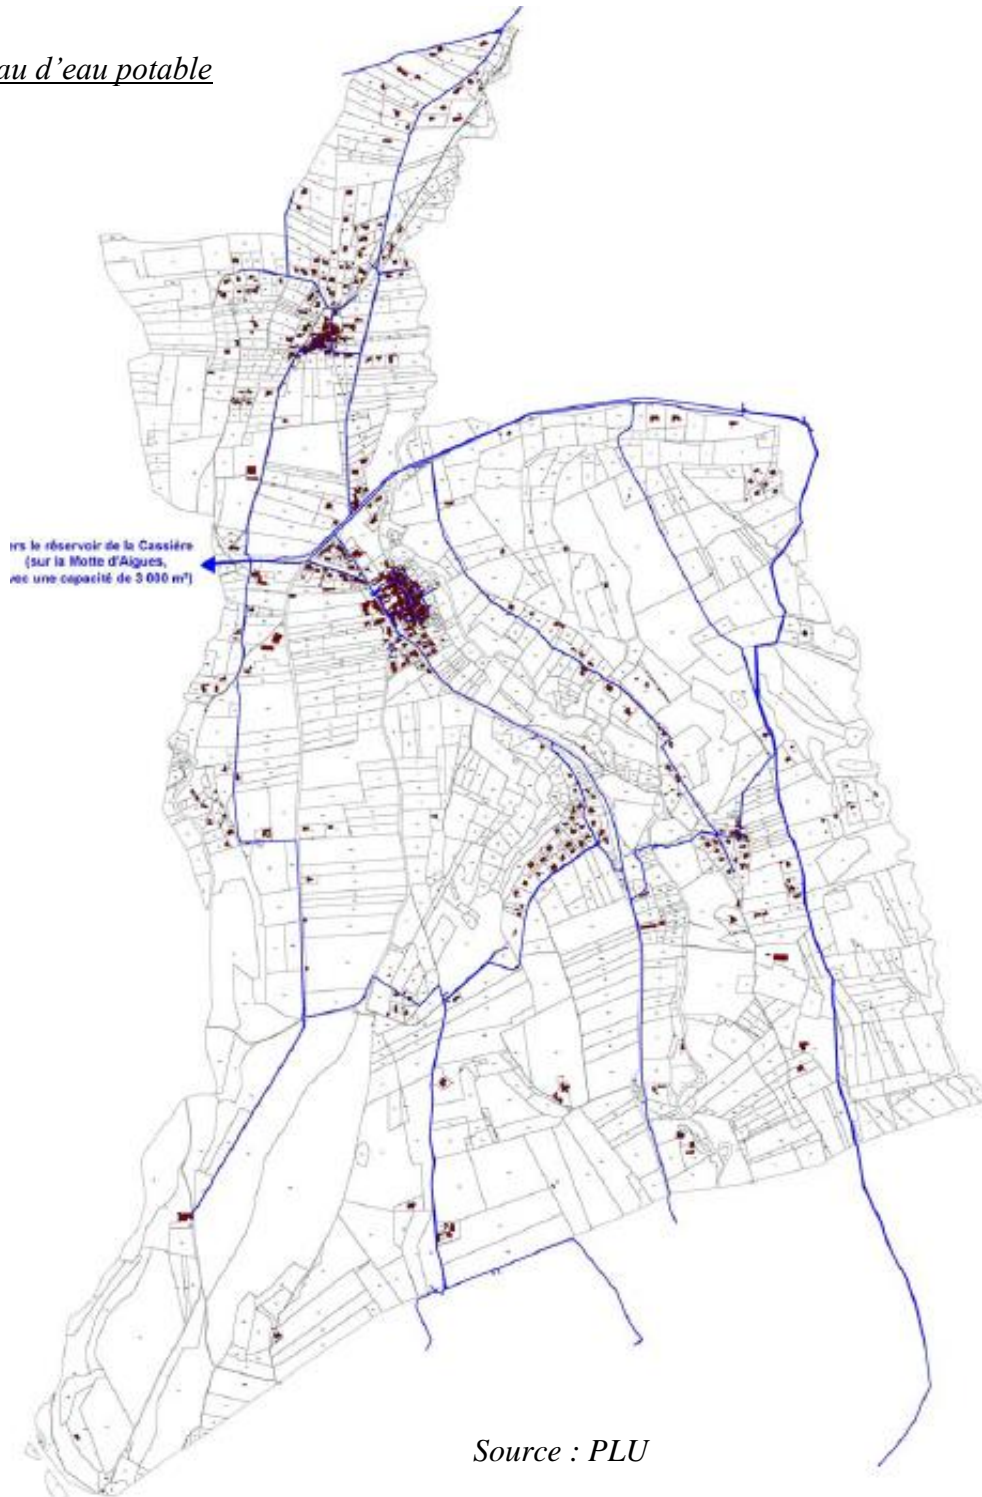 au d'eau potable
ers le réservoir de la Cassière
(sur la Motte d'Aigues,
vec une capacité de 3 000 m³)
Source : PLU